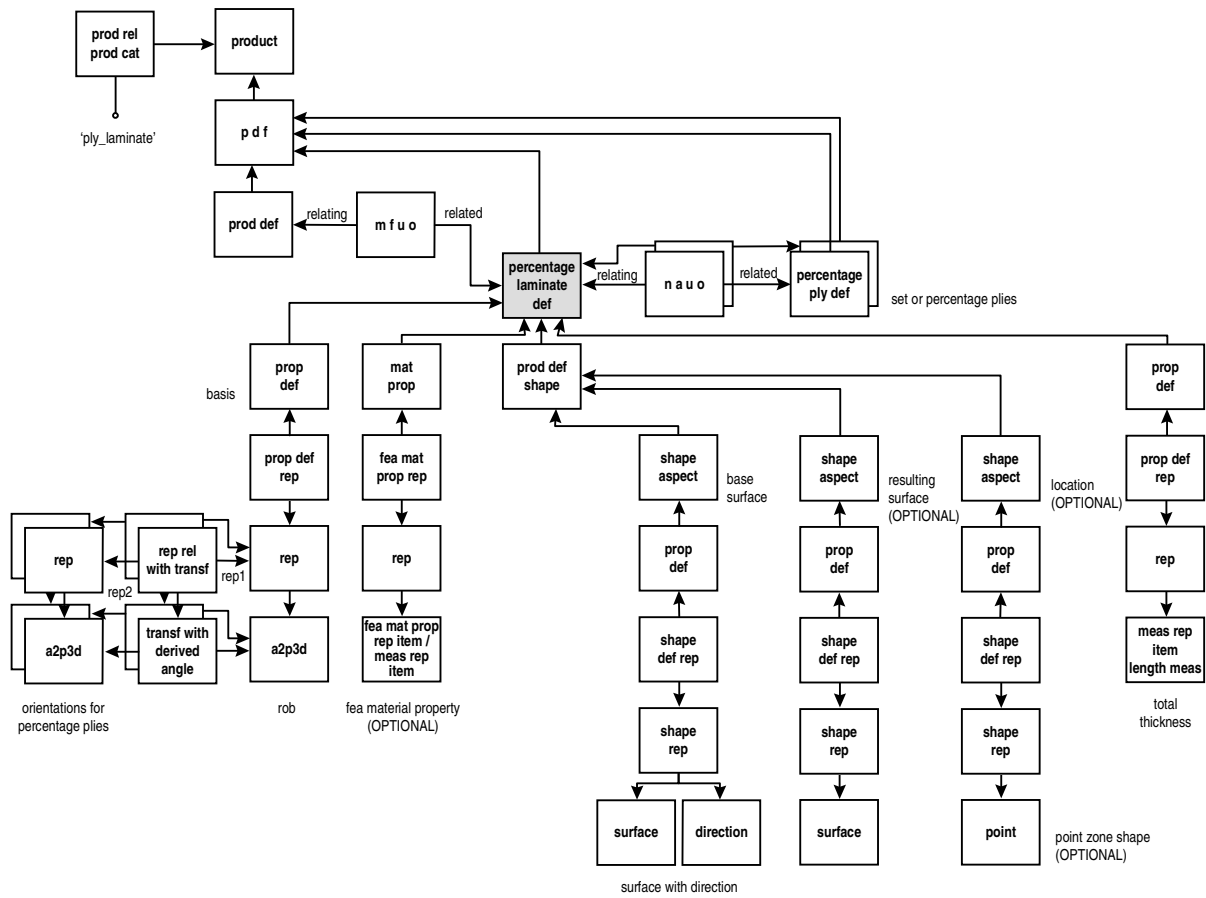 prod rel
prod cat
product
‘ply_laminate’
p d f
prod def
relating
m f u o
related
percentage
laminate
def
relating
n a u o
related
percentage
ply def
set or percentage plies
basis
prop
def
mat
prop
prod def
shape
prop
def
prop def
rep
fea mat
prop rep
shape
aspect
base
surface
shape
aspect
resulting
surface
(OPTIONAL)
shape
aspect
location
(OPTIONAL)
prop def
rep
rep
rep rel
with transf
rep1
rep
rep
prop
def
prop
def
prop
def
rep
rep2
a2p3d
transf with
derived
angle
a2p3d
fea mat prop
rep item /
meas rep
item
shape
def rep
shape
def rep
shape
def rep
meas rep
item
length meas
orientations for
percentage plies
rob
fea material property
(OPTIONAL)
total
thickness
shape
rep
shape
rep
shape
rep
surface
direction
surface
point
point zone shape
(OPTIONAL)
surface with direction